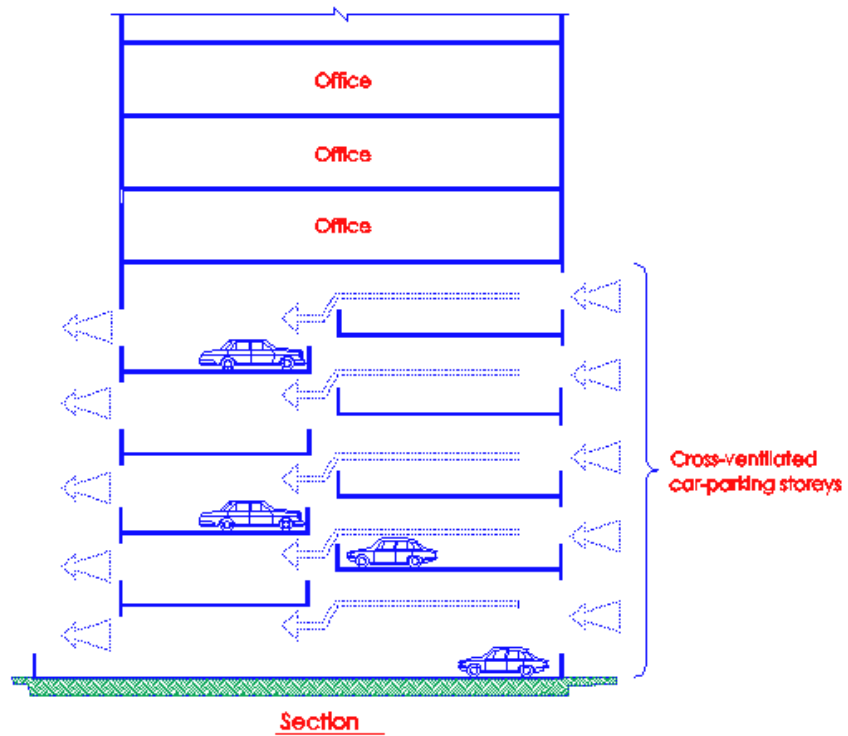 Office
Office
Office
Cross-ventilated
car-parking storeys
Section